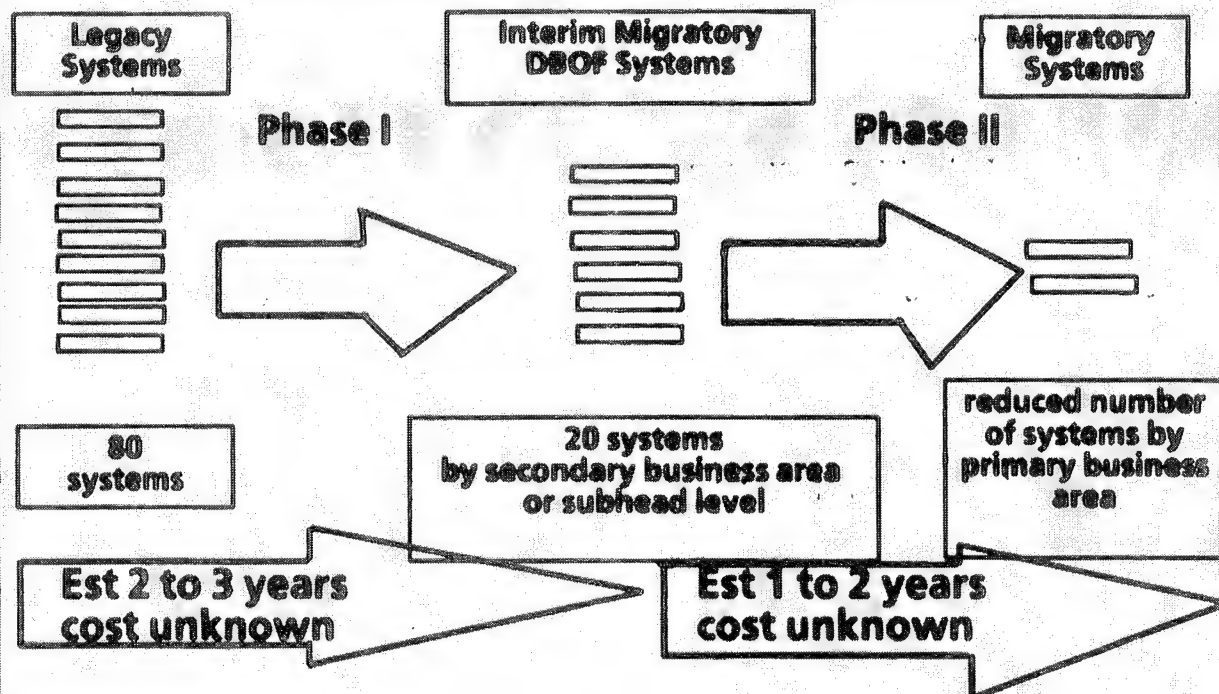 Legacy
Systems
Interim Migratory
DBOF Systems
Migratory
Systems
Phase I
Phase II
80
systems
20 systems
by secondary business area
or subhead level
reduced number
of systems by
primary business
area
Est 2 to 3 years
cost unknown
Est 1 to 2 years
cost unknown